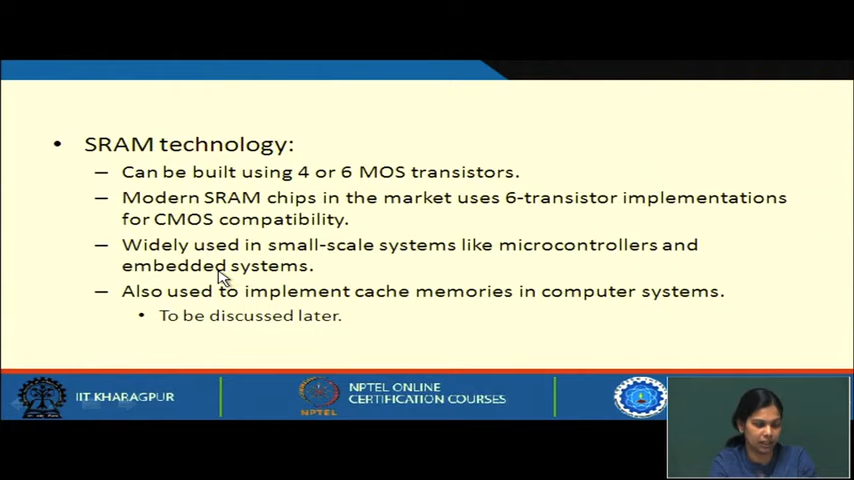 • SRAM technology:
– Can be built using 4 or 6 MOS transistors.
– Modern SRAM chips in the market uses 6-transistor implementations
for CMOS compatibility.
– Widely used in small-scale systems like microcontrollers and
embedded systems.
– Also used to implement cache memories in computer systems.
• To be discussed later.
IIT KHARAGPUR
NPTEL
NPTEL ONLINE
CERTIFICATION COURSES